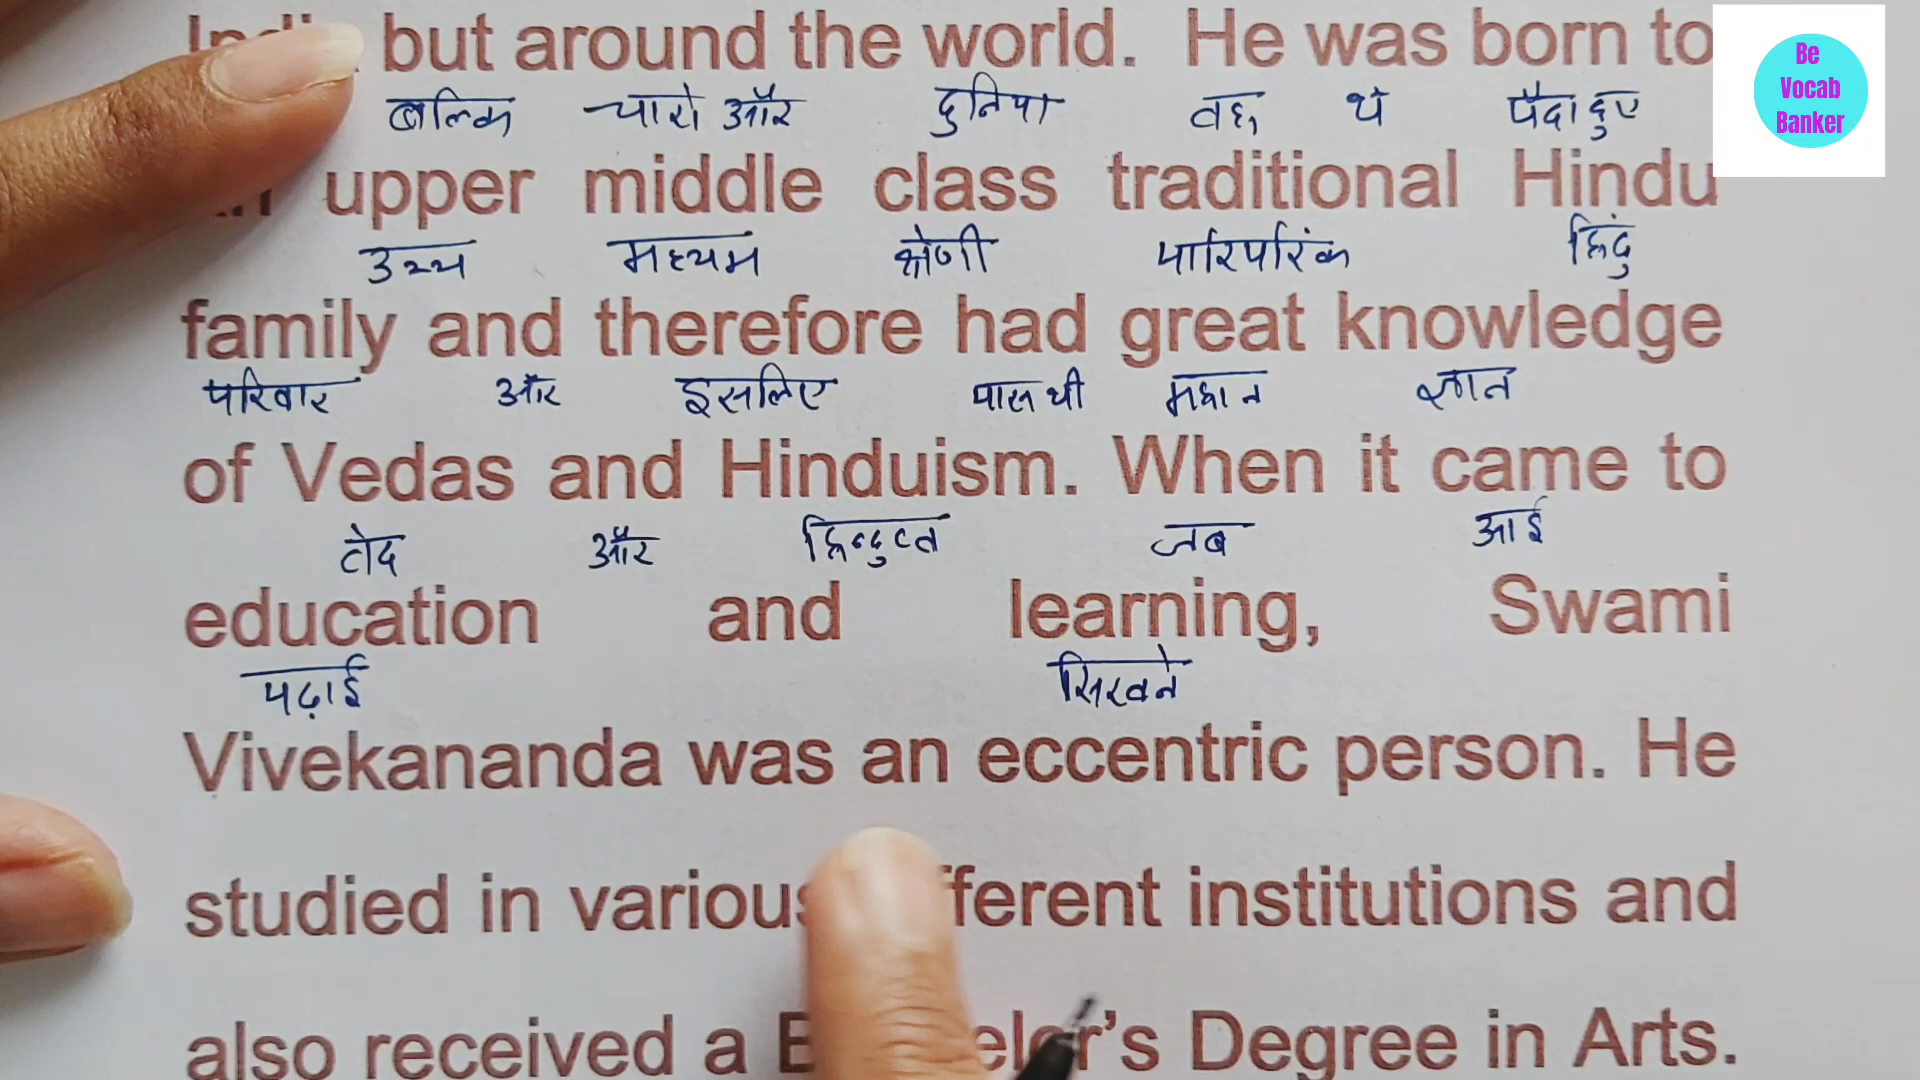 but around the world. He was born to
बल्कि चारो और दुनिया वह थे पैदा हुए
upper middle class traditional Hindu
उच्च मध्यम श्रेणी पारिपरिंक हिंदु
family and therefore had great knowledge
परिवार और इसलिए पास थी महान ज्ञान
of Vedas and Hinduism. When it came to
वेद और हिन्दुत्त जब आई
education and learning, Swami
पढ़ाई सिखने
Vivekananda was an eccentric person. He
studied in various institutions and
also received a Degree in Arts.
Be
Vocab
Banker